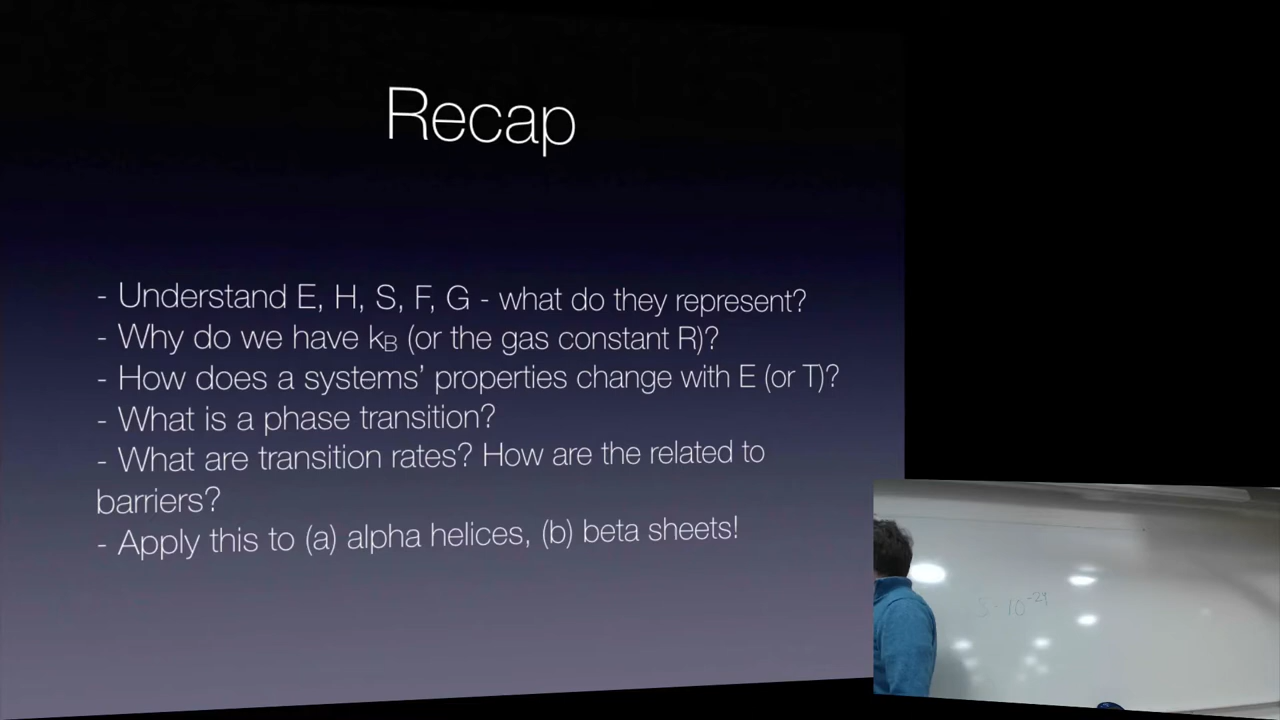 Recap
- Understand E, H, S, F, G - what do they represent?
- Why do we have kB (or the gas constant R)?
- How does a systems’ properties change with E (or T)?
- What is a phase transition?
- What are transition rates? How are the related to
barriers?
- Apply this to (a) alpha helices, (b) beta sheets!
10⁻²⁴